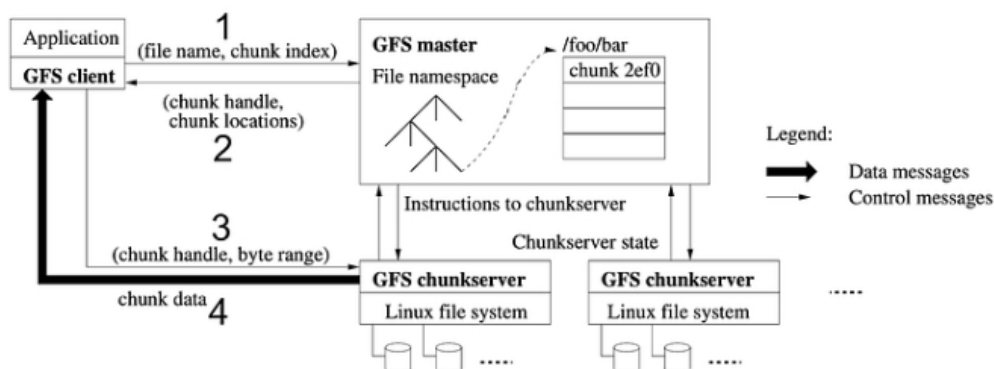 Application
GFS client
1
(file name, chunk index)
(chunk handle,
chunk locations)
2
GFS master
File namespace
/foo/bar
chunk 2ef0
Legend:
Data messages
Control messages
Instructions to chunkserver
Chunkserver state
3
(chunk handle, byte range)
chunk data
4
GFS chunkserver
Linux file system
GFS chunkserver
Linux file system